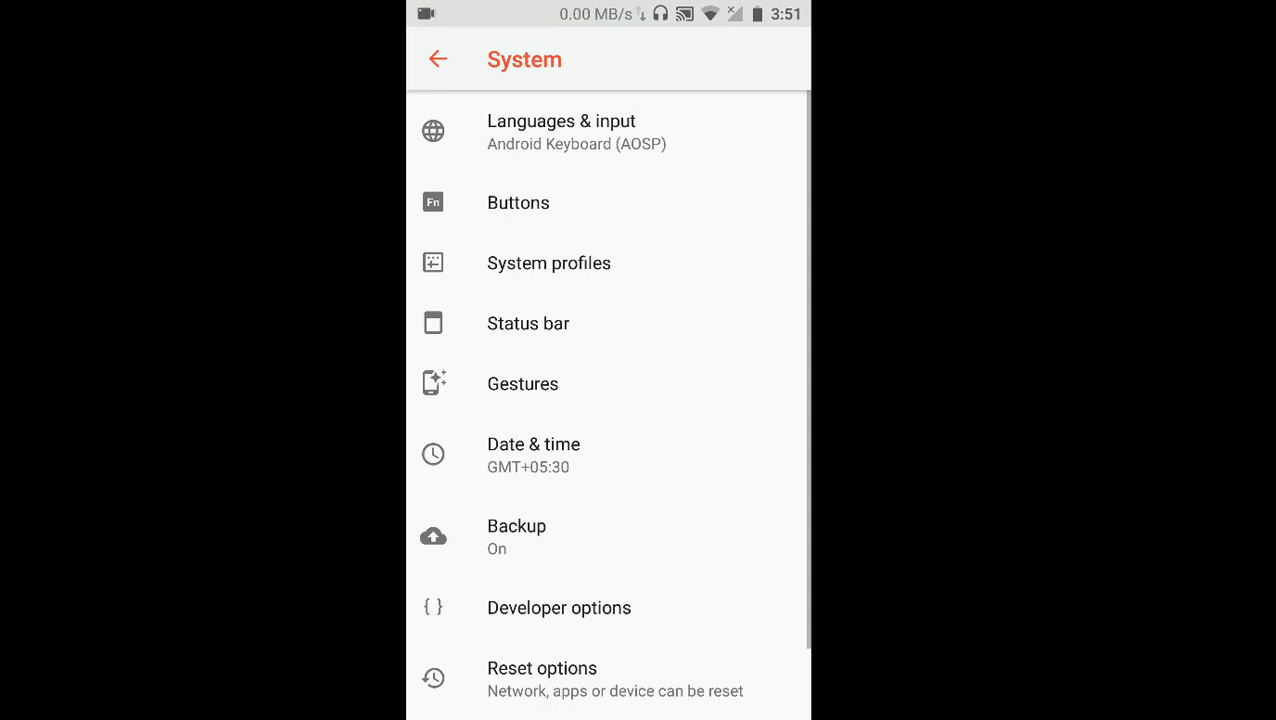 0.00 MB/s 3:51
System
Languages & input
Android Keyboard (AOSP)
Fn Buttons
System profiles
Status bar
Gestures
Date & time
GMT+05:30
Backup
On
{ } Developer options
Reset options
Network, apps or device can be reset